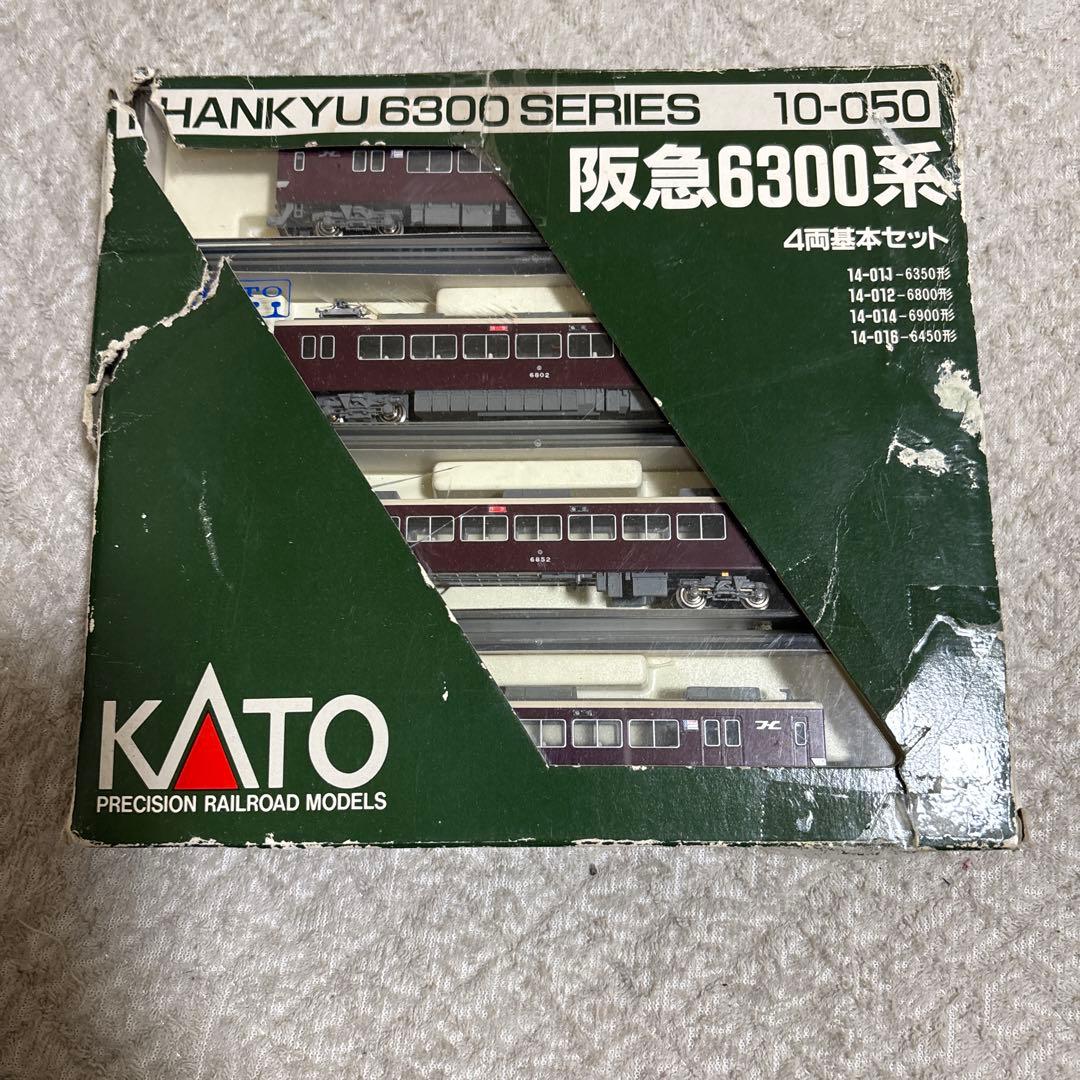 HANKYU 6300 SERIES 10-050
阪急6300系
4両基本セット
14-011-6350形
14-012-6800形
14-014-6900形
14-016-6450形
6802
6852
KATO
PRECISION RAILROAD MODELS